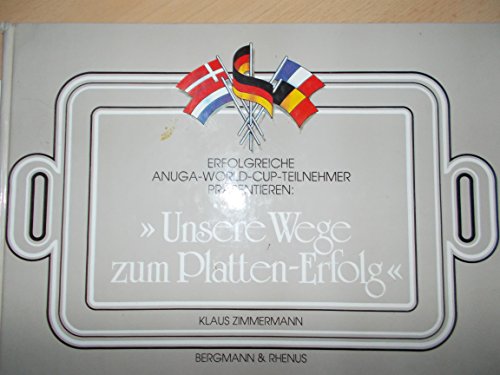 ERFOLGREICHE
ANUGA-WORLD-CUP-TEILNEHMER
PRÄSENTIEREN:
»Unsere Wege
zum Platten-Erfolg«
KLAUS ZIMMERMANN
BERGMANN & RHENUS